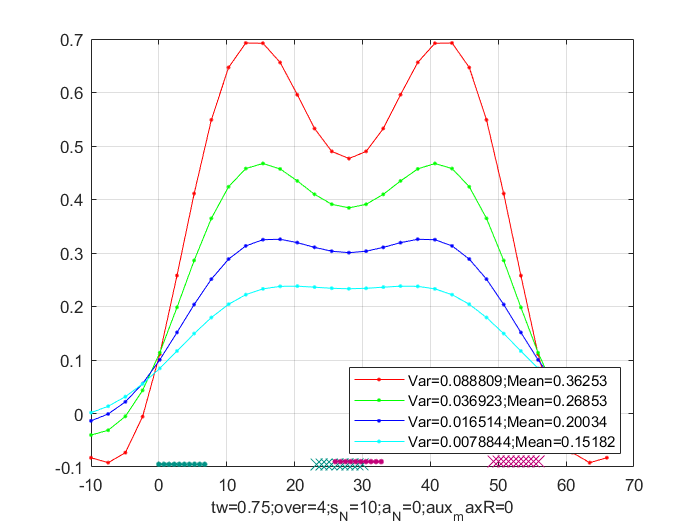 0.7
0.6
0.5
0.4
0.3
0.2
0.1
0
-0.1
Var=0.088809;Mean=0.36253
Var=0.036923;Mean=0.26853
Var=0.016514;Mean=0.20034
Var=0.0078844;Mean=0.15182
-10 0 10 20 30 40 50 60 70
tw=0.75;over=4;s_N=10;a_N=0;aux_maxR=0